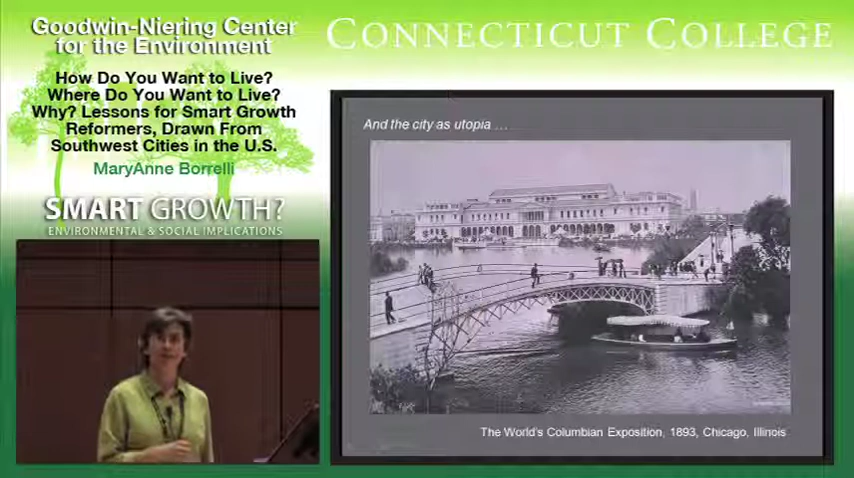 Goodwin-Niering Center
for the Environment
CONNECTICUT COLLEGE
How Do You Want to Live?
Where Do You Want to Live?
Why? Lessons for Smart Growth
Reformers, Drawn From
Southwest Cities in the U.S.
MaryAnne Borrelli
SMART GROWTH?
ENVIRONMENTAL & SOCIAL IMPLICATIONS
And the city as utopia ...
The World's Columbian Exposition, 1893, Chicago, Illinois